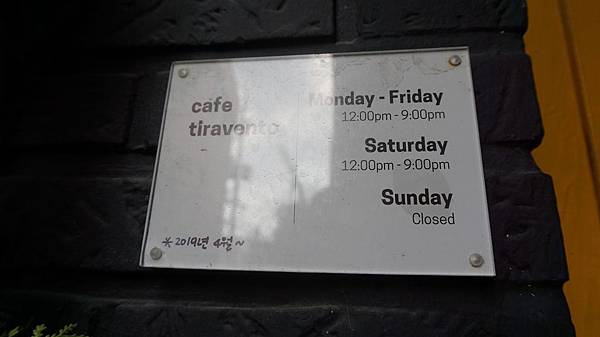 cafe
tiravento
Monday - Friday
12:00pm - 9:00pm
Saturday
12:00pm - 9:00pm
Sunday
Closed
* 2019년 4월 ~